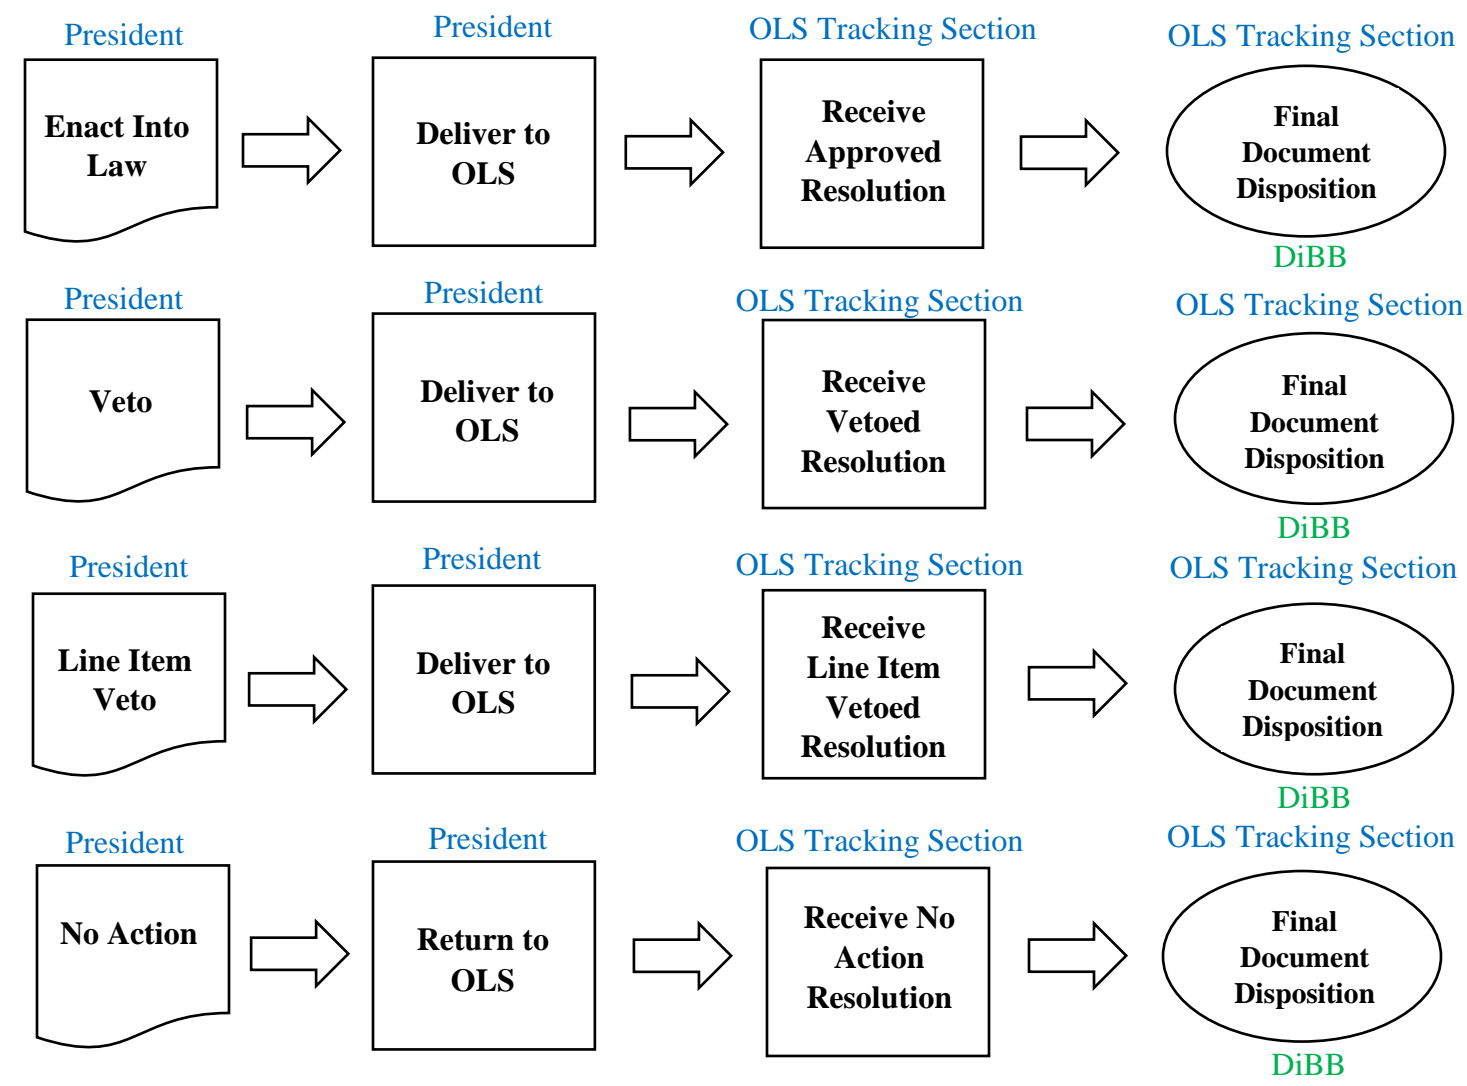 President
President
OLS Tracking Section
OLS Tracking Section
Enact Into
Law
Deliver to
OLS
Receive
Approved
Resolution
Final
Document
Disposition
DiBB
President
President
OLS Tracking Section
OLS Tracking Section
Veto
Deliver to
OLS
Receive
Vetoed
Resolution
Final
Document
Disposition
DiBB
President
President
OLS Tracking Section
OLS Tracking Section
Line Item
Veto
Deliver to
OLS
Receive
Line Item
Vetoed
Resolution
Final
Document
Disposition
DiBB
President
President
OLS Tracking Section
OLS Tracking Section
No Action
Return to
OLS
Receive No
Action
Resolution
Final
Document
Disposition
DiBB